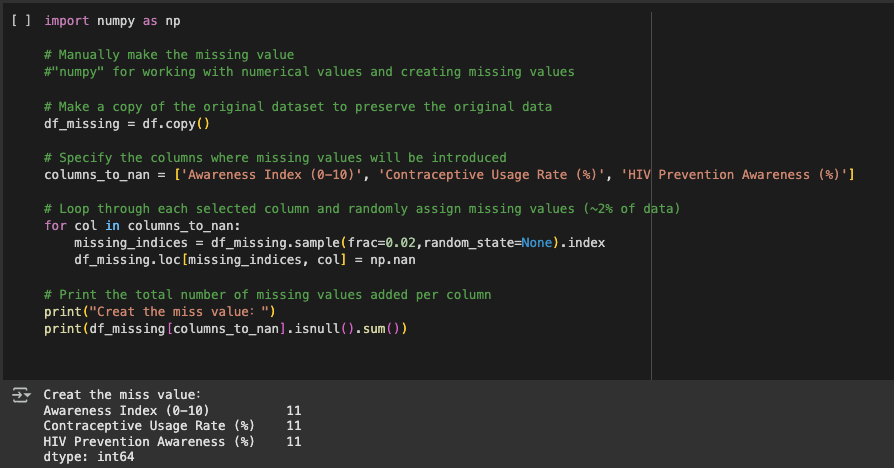 [ ] import numpy as np
# Manually make the missing value
#"numpy" for working with numerical values and creating missing values
# Make a copy of the original dataset to preserve the original data
df_missing = df.copy()
# Specify the columns where missing values will be introduced
columns_to_nan = ['Awareness Index (0–10)', 'Contraceptive Usage Rate (%)', 'HIV Prevention Awareness (%)']
# Loop through each selected column and randomly assign missing values (~2% of data)
for col in columns_to_nan:
    missing_indices = df_missing.sample(frac=0.02,random_state=None).index
    df_missing.loc[missing_indices, col] = np.nan
# Print the total number of missing values added per column
print("Creat the miss value：")
print(df_missing[columns_to_nan].isnull().sum())
Creat the miss value：
Awareness Index (0–10)          11
Contraceptive Usage Rate (%)    11
HIV Prevention Awareness (%)    11
dtype: int64